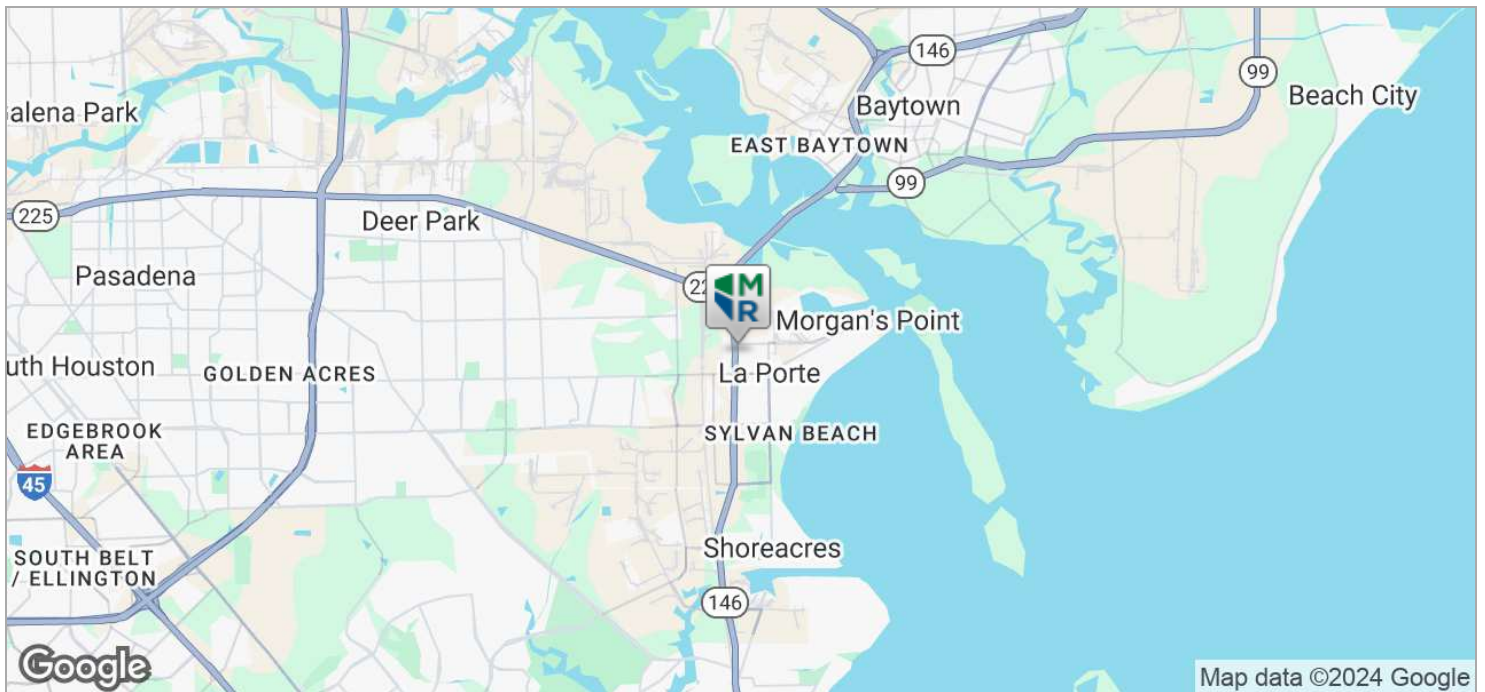 146
99
Beach City
alena Park
Baytown
EAST BAYTOWN
99
225
Deer Park
Pasadena
22
M
R
Morgan's Point
uth Houston
GOLDEN ACRES
La Porte
EDGEBROOK
AREA
SYLVAN BEACH
45
SOUTH BELT
/ ELLINGTON
Shoreacres
146
Google
Map data ©2024 Google